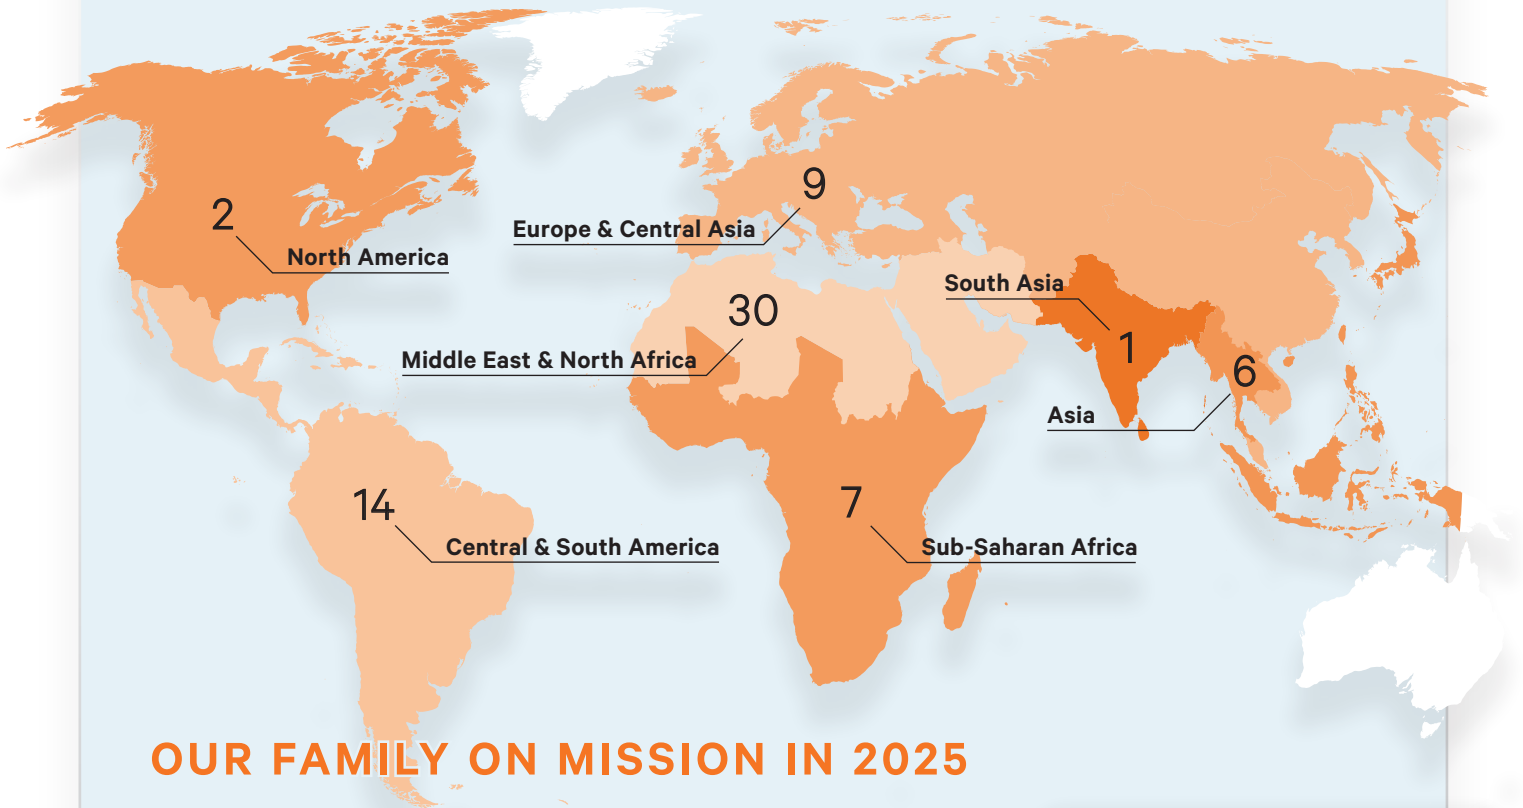 2
North America
9
Europe & Central Asia
South Asia
1
30
Middle East & North Africa
6
Asia
14
Central & South America
7
Sub-Saharan Africa
OUR FAMILY ON MISSION IN 2025